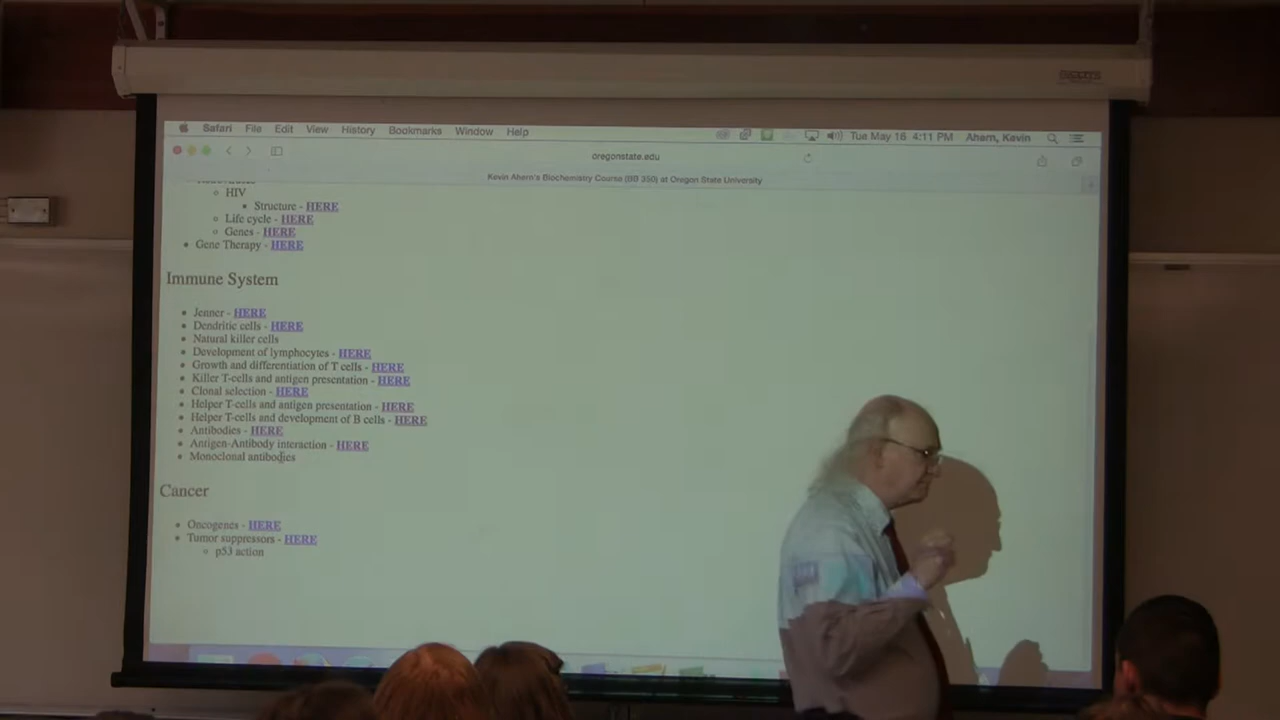 Safari File Edit View History Bookmarks Window Help Tue May 16 4:11 PM Ahern, Kevin
oregonstate.edu
Kevin Ahern's Biochemistry Course (BB 350) at Oregon State University
HIV
Structure - HERE
Life cycle - HERE
Genes - HERE
Gene Therapy - HERE
Immune System
Jenner - HERE
Dendritic cells - HERE
Natural killer cells
Development of lymphocytes - HERE
Growth and differentiation of T cells - HERE
Killer T-cells and antigen presentation - HERE
Clonal selection - HERE
Helper T-cells and antigen presentation - HERE
Helper T-cells and development of B cells - HERE
Antibodies - HERE
Antigen-Antibody interaction - HERE
Monoclonal antibodies
Cancer
Oncogenes - HERE
Tumor suppressors - HERE
p53 action